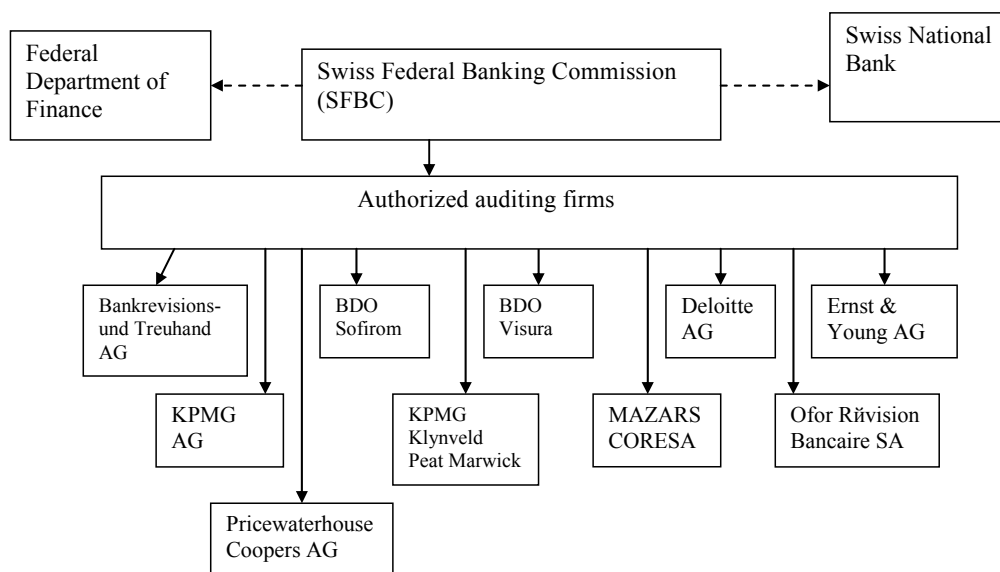 Federal
Department of
Finance
Swiss Federal Banking Commission
(SFBC)
Swiss National
Bank
Authorized auditing firms
Bankrevisions-
und Treuhand
AG
BDO
Sofirom
BDO
Visura
Deloitte
AG
Ernst &
Young AG
KPMG
AG
KPMG
Klynveld
Peat Marwick
MAZARS
CORESA
Ofor Rйvision
Bancaire SA
Pricewaterhouse
Coopers AG